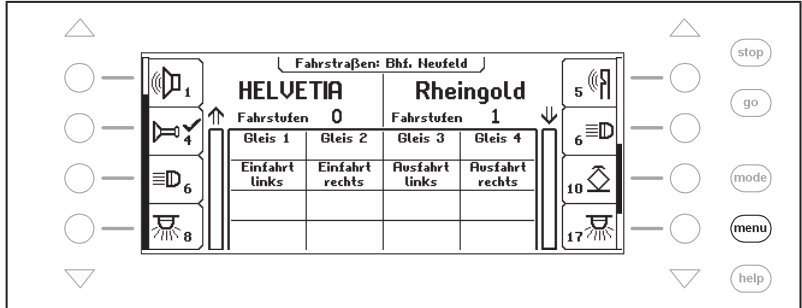 Fahrstraßen: Bhf. Neufeld
HELVETIA
Rheingold
Fahrstufen 0
Fahrstufen 1
Gleis 1 Gleis 2 Gleis 3 Gleis 4
Einfahrt links
Einfahrt rechts
Ausfahrt links
Ausfahrt rechts
1
4
6
8
5
6
10
17
stop
go
mode
menu
help